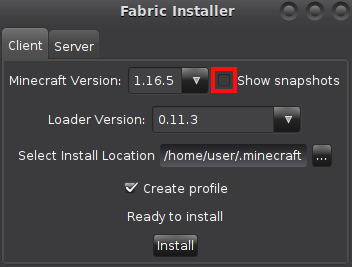 Fabric Installer
Client Server
Minecraft Version: 1.16.5 Show snapshots
Loader Version: 0.11.3
Select Install Location /home/user/.minecraft ...
Create profile
Ready to install
Install